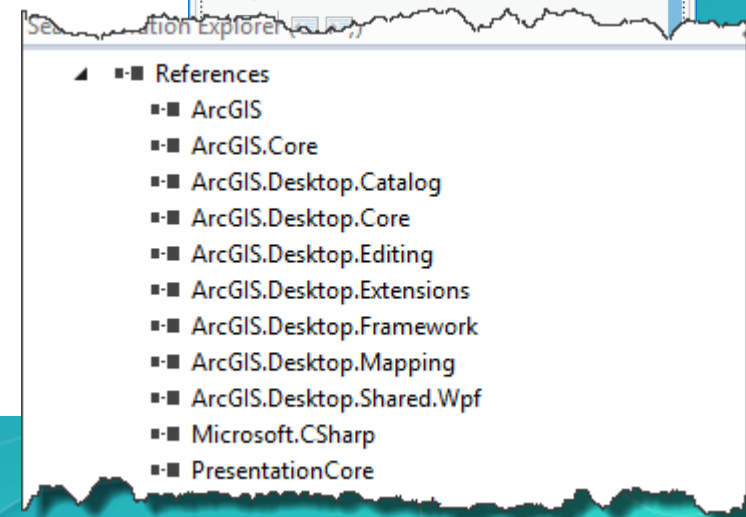 References
ArcGIS
ArcGIS.Core
ArcGIS.Desktop.Catalog
ArcGIS.Desktop.Core
ArcGIS.Desktop.Editing
ArcGIS.Desktop.Extensions
ArcGIS.Desktop.Framework
ArcGIS.Desktop.Mapping
ArcGIS.Desktop.Shared.Wpf
Microsoft.CSharp
PresentationCore